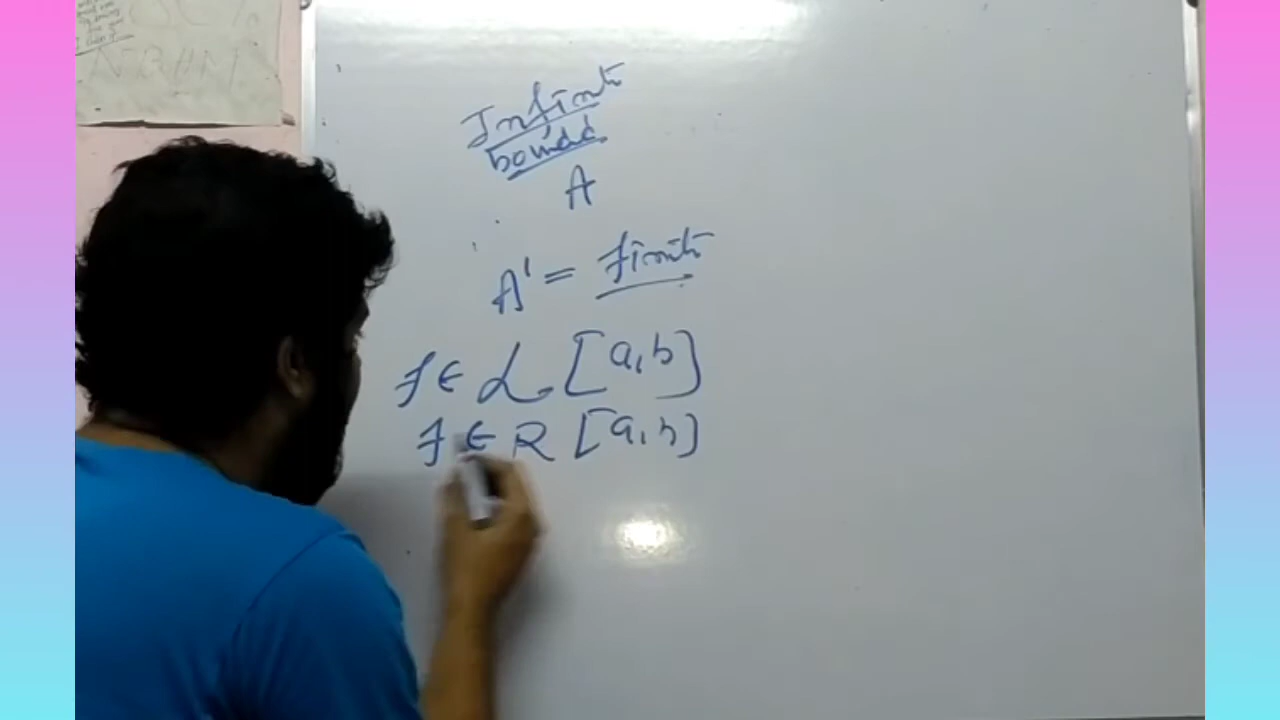 Infinite
bounded
A
A' = finite
f ∈ L [a,b]
f ∈ R [a,b]